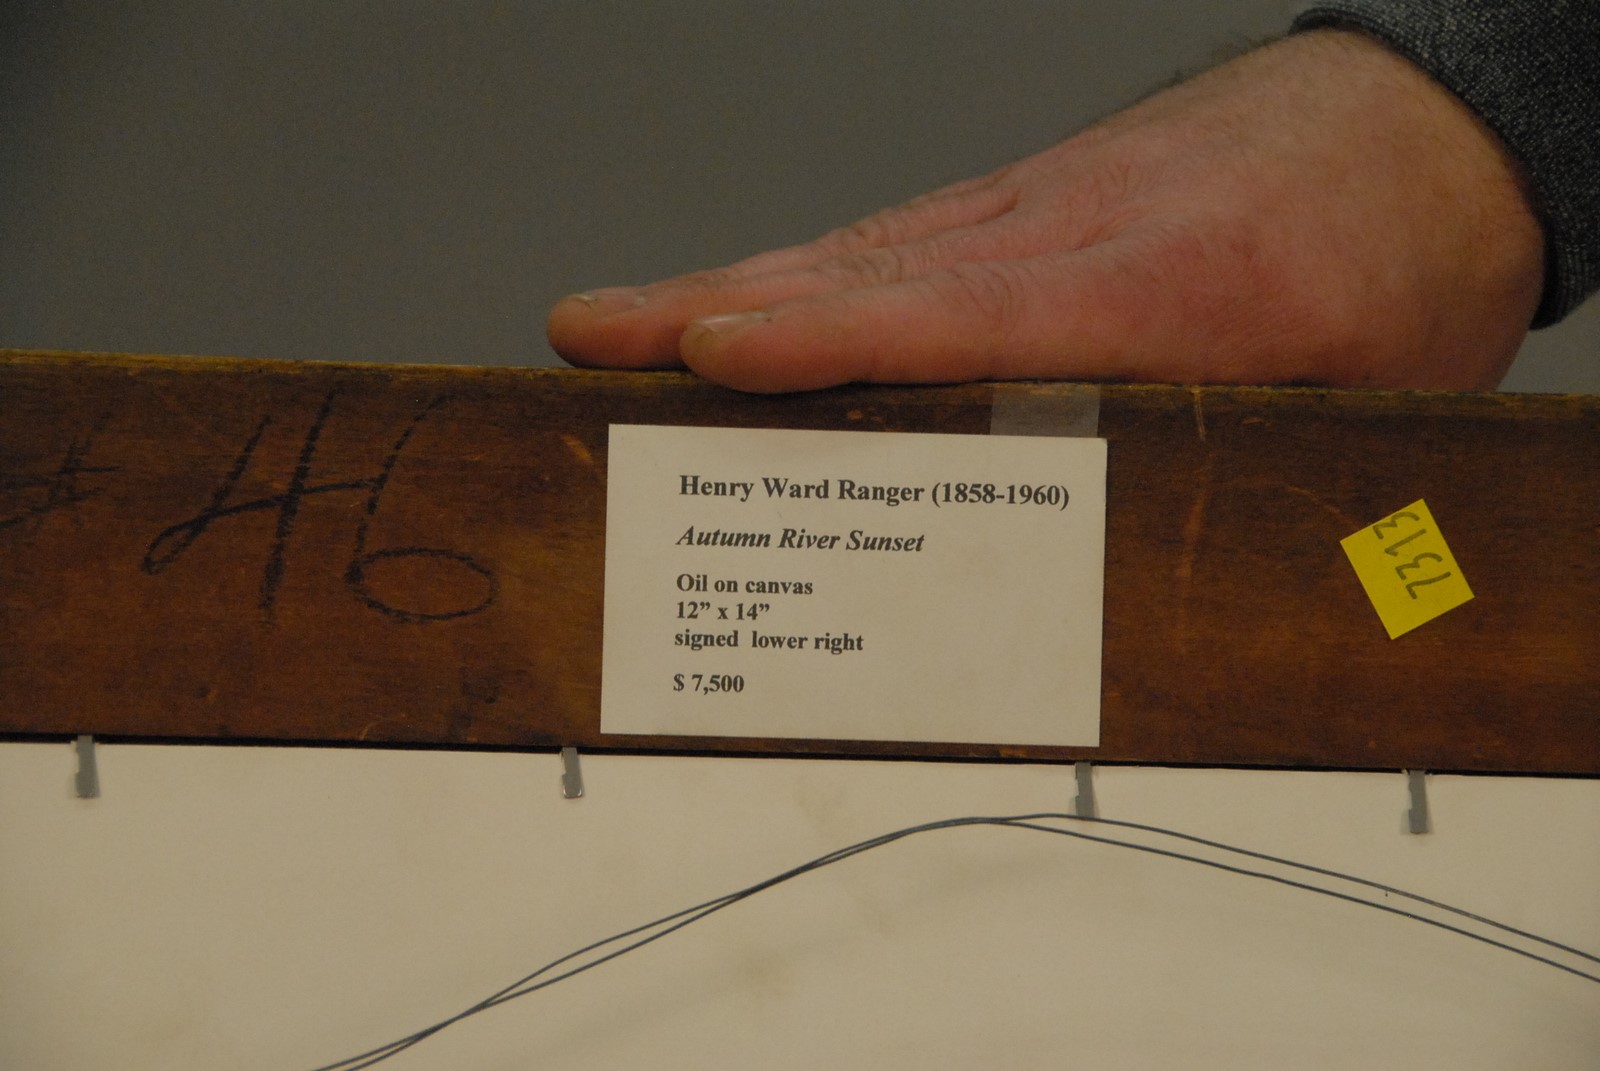 # 46
Henry Ward Ranger (1858-1960)
Autumn River Sunset
Oil on canvas
12” x 14”
signed lower right
$ 7,500
7313